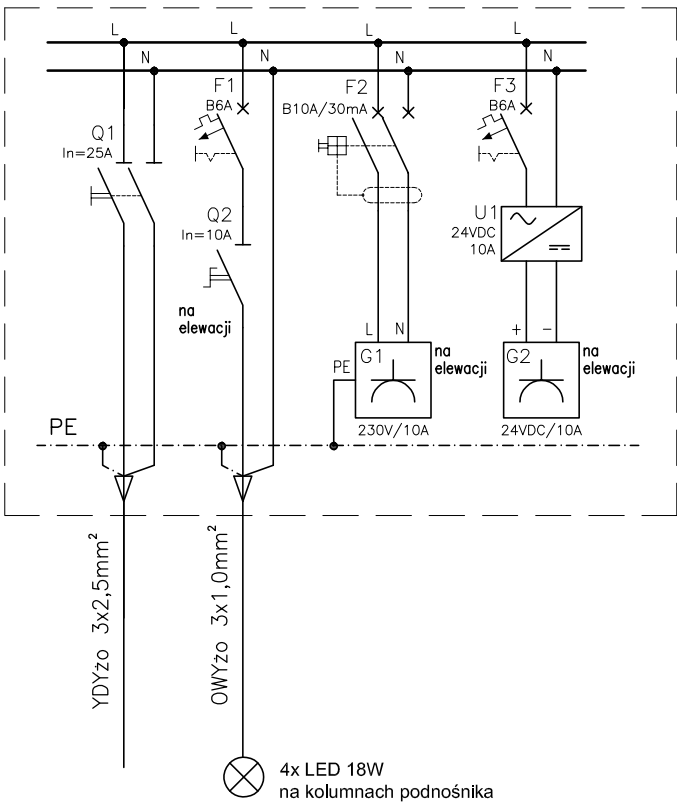 L
L
L
L
N
N
N
N
F1
B6A
F2
B10A/30mA
F3
B6A
Q1
In=25A
Q2
In=10A
na
elewacji
U1
24VDC
10A
L
N
+
−
PE
G1
na
elewacji
G2
na
elewacji
230V/10A
24VDC/10A
PE
YDYżo 3x2,5mm²
OWYżo 3x1,0mm²
4x LED 18W
na kolumnach podnośnika